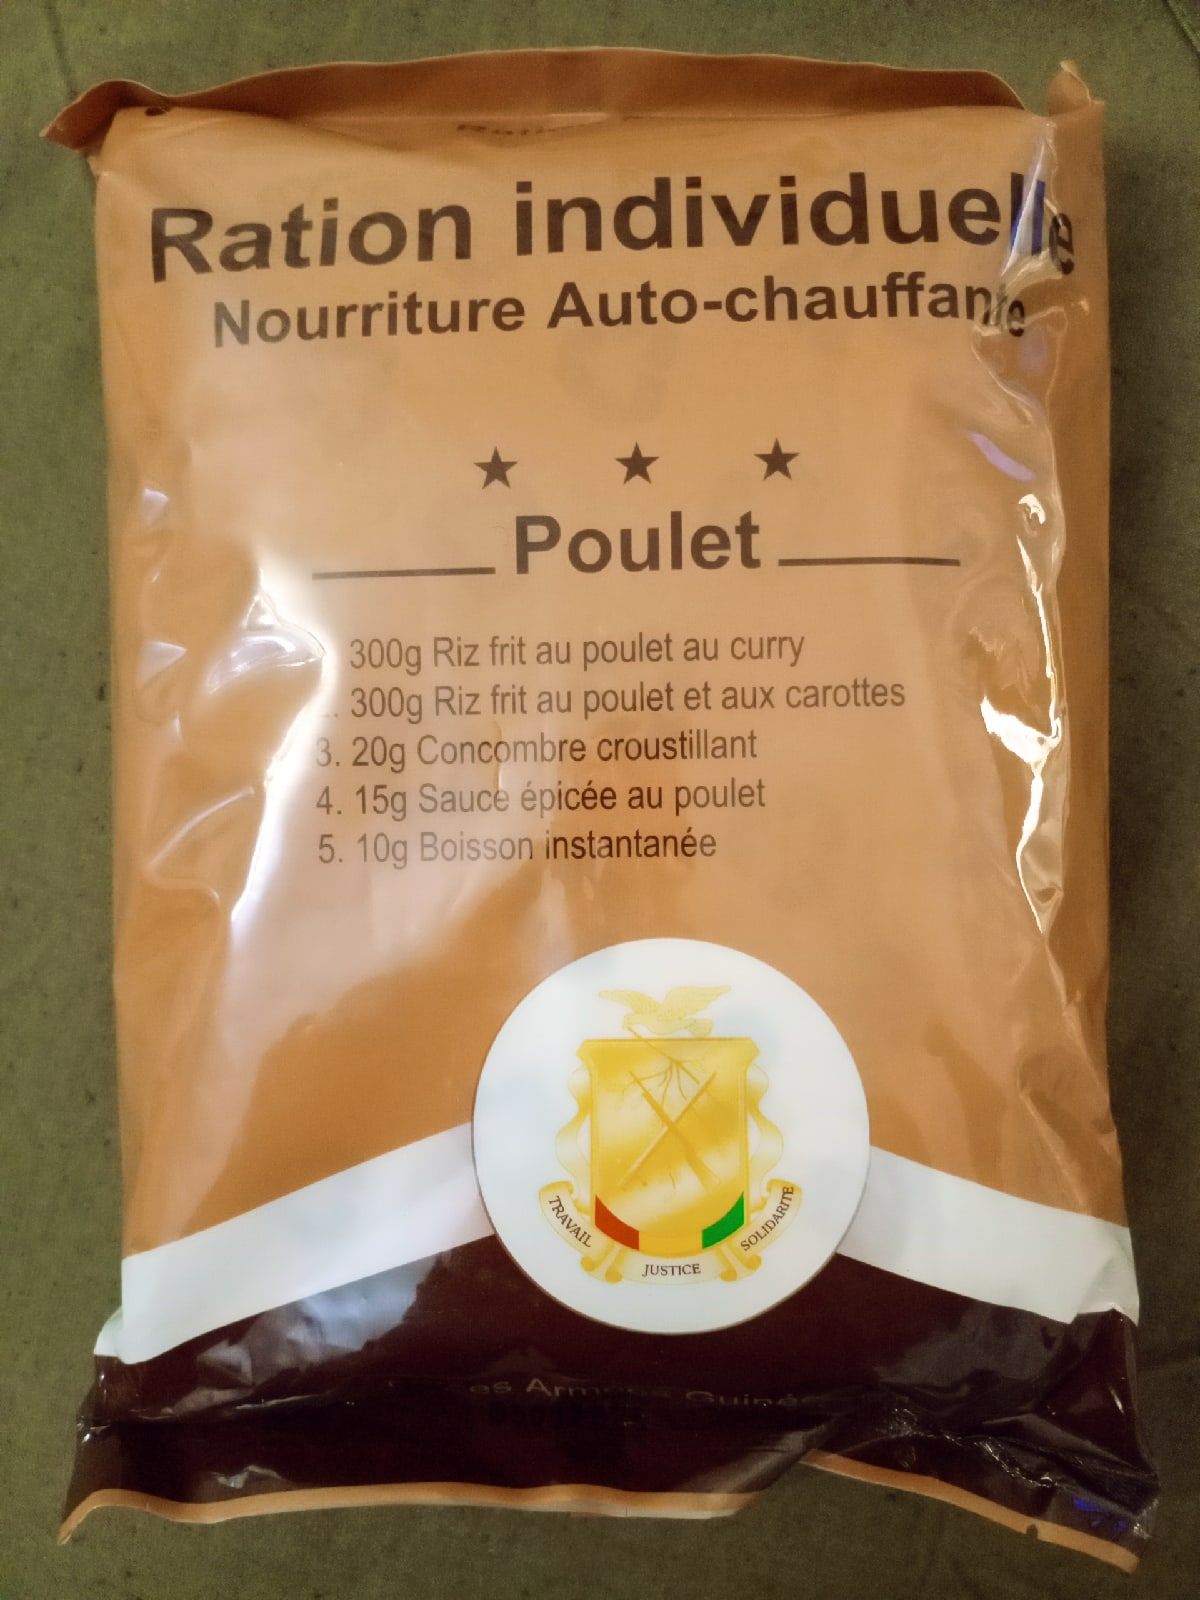 Ration individuelle
Nourriture Auto-chauffante
Poulet
300g Riz frit au poulet au curry
300g Riz frit au poulet et aux carottes
3. 20g Concombre croustillant
4. 15g Sauce épicée au poulet
5. 10g Boisson instantanée
TRAVAIL
JUSTICE
SOLIDARITE